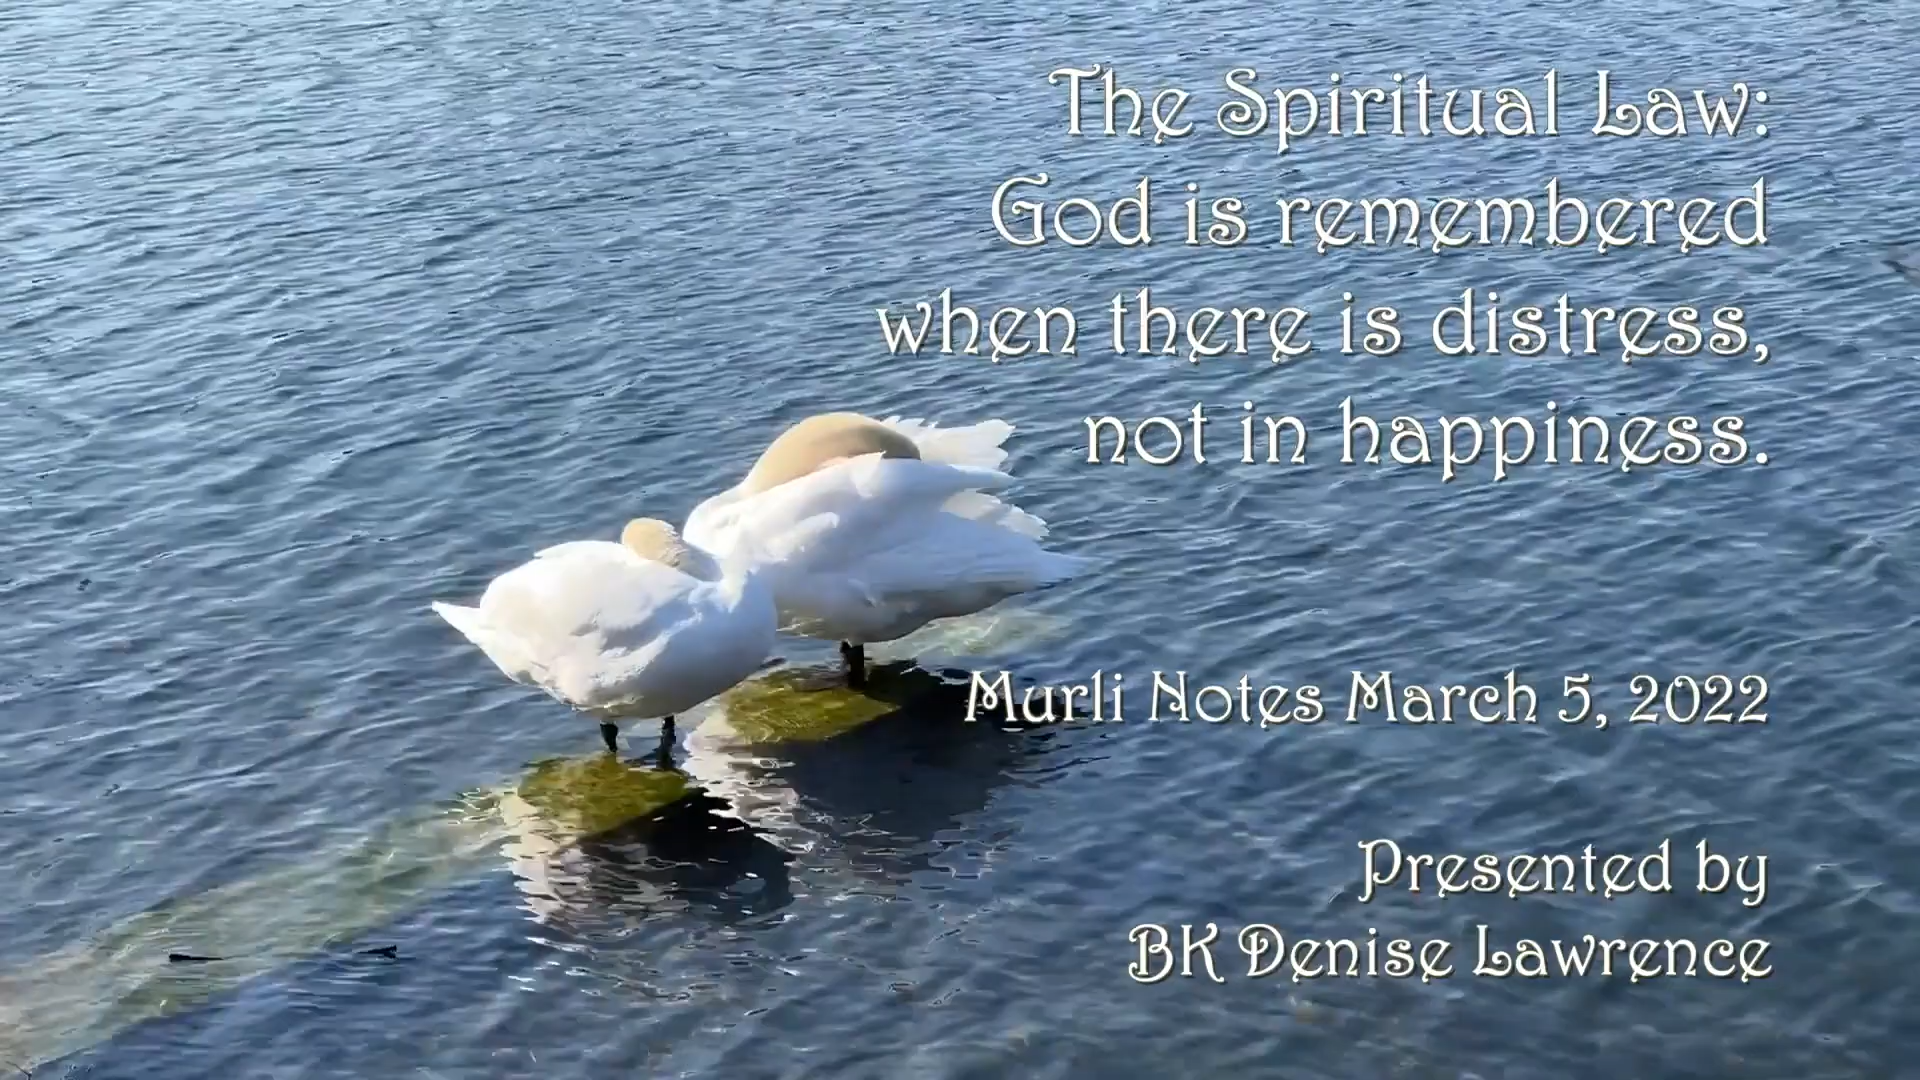 The Spiritual Law:
God is remembered
when there is distress,
not in happiness.
Murli Notes March 5, 2022
Presented by
BK Denise Lawrence